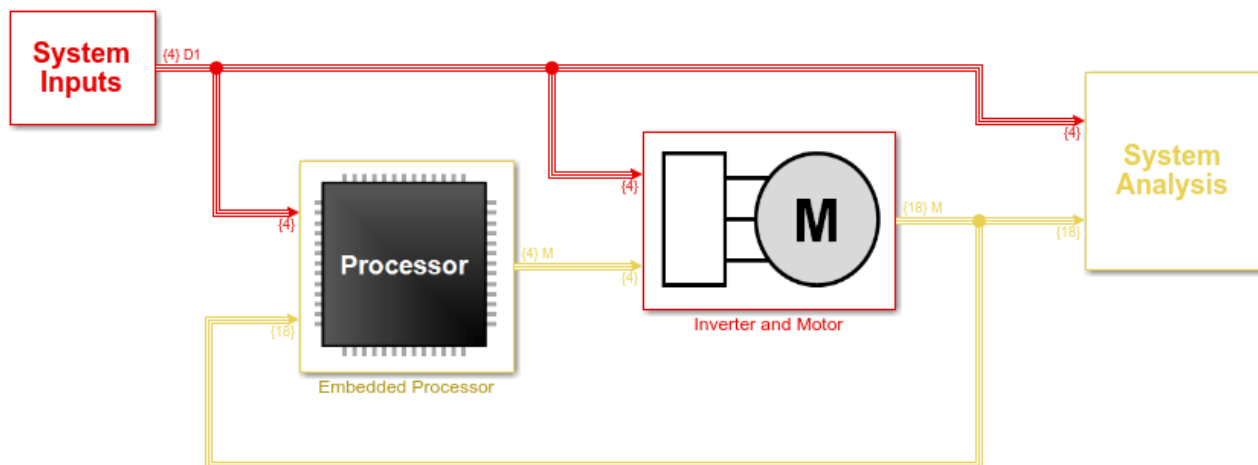 System
Inputs
{4} D1
{4}
{4}
{4}
System
Analysis
{18} M
{18}
M
Processor
{4} M
{4}
{18}
Inverter and Motor
Embedded Processor